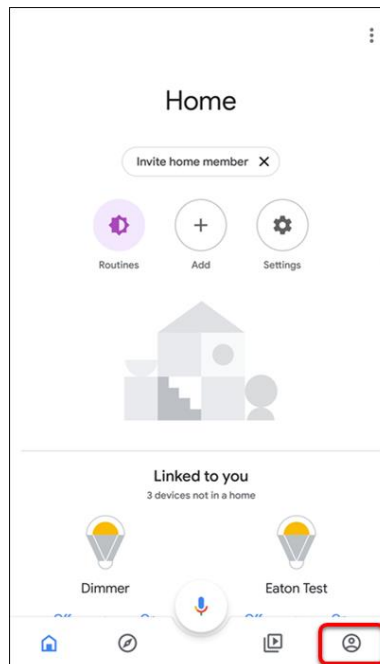 Home
Invite home member X
Routines Add Settings
Linked to you
3 devices not in a home
Dimmer Eaton Test